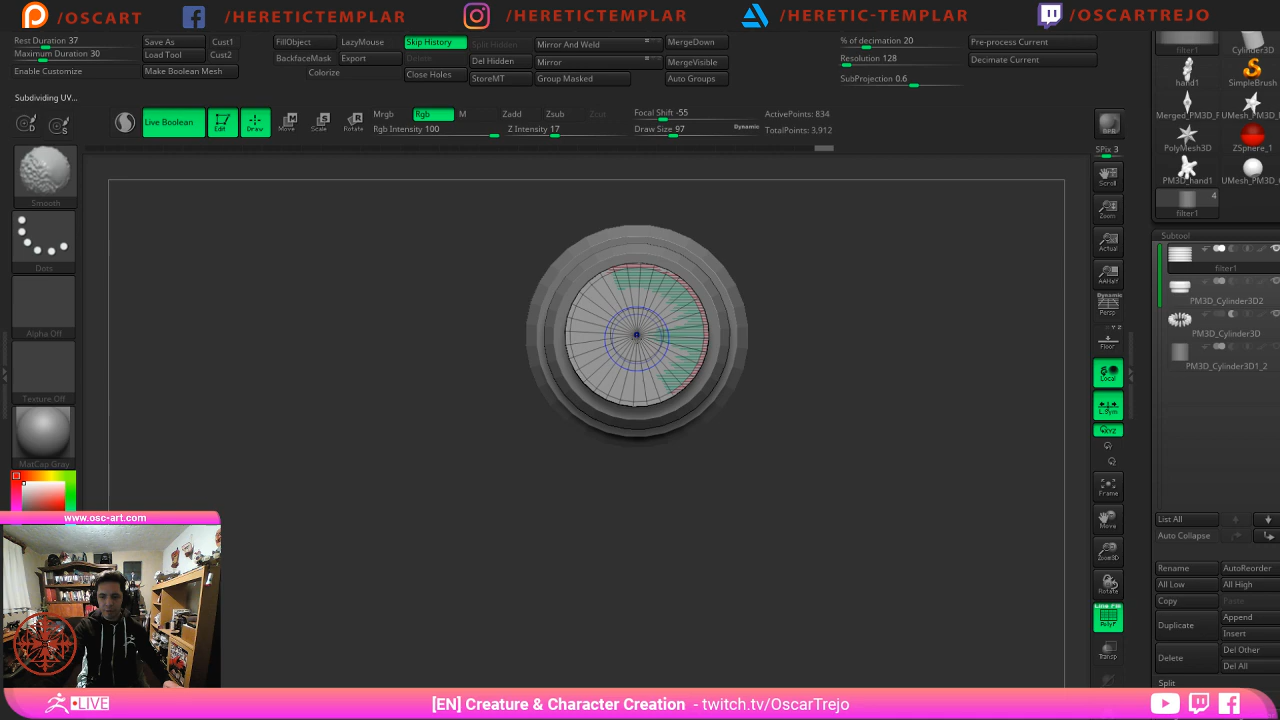 /OSCART
/HERETICTEMPLAR
/HERETICTEMPLAR
/HERETIC-TEMPLAR
/OSCARTREJO
Rest Duration 37
Maximum Duration 30
Enable Customize
Save As
Load Tool
Make Boolean Mesh
Cust1
Cust2
FillObject
LazyMouse
BackfaceMask
Export
Colorize
Skip History
Delete
Close Holes
Split Hidden
Del Hidden
StoreMT
Mirror And Weld
Mirror
Group Masked
MergeDown
MergeVisible
Auto Groups
% of decimation 20
Resolution 128
SubProjection 0.6
Pre-process Current
Decimate Current
Subdividing UV...
Live Boolean
Edit
Draw
Move
Scale
Rotate
Mrgb
Rgb
M
Rgb Intensity 100
Zadd
Zsub
Zcut
Z Intensity 17
Focal Shift -55
Draw Size 97
Dynamic
ActivePoints: 834
TotalPoints: 3,912
Smooth
Dots
Alpha Off
Texture Off
MatCap Gray
BPR
SPix 3
Scroll
Zoom
Actual
AAHalf
Dynamic
Persp
Floor
Local
L.Sym
XYZ
Frame
Move
Zoom3D
Rotate
Line Fill
PolyF
Transp
filter1
Cylinder3D
hand1
SimpleBrush
Merged_PM3D_F
UMesh_PM3D_
PolyMesh3D
ZSphere_1
PM3D_hand1
UMesh_PM3D_
4
filter1
Subtool
filter1
PM3D_Cylinder3D2
PM3D_Cylinder3D
PM3D_Cylinder3D1_2
List All
Auto Collapse
Rename
AutoReorder
All Low
All High
Copy
Paste
Duplicate
Append
Insert
Delete
Del Other
Del All
Split
www.osc-art.com
LIVE
[EN] Creature & Character Creation - twitch.tv/OscarTrejo